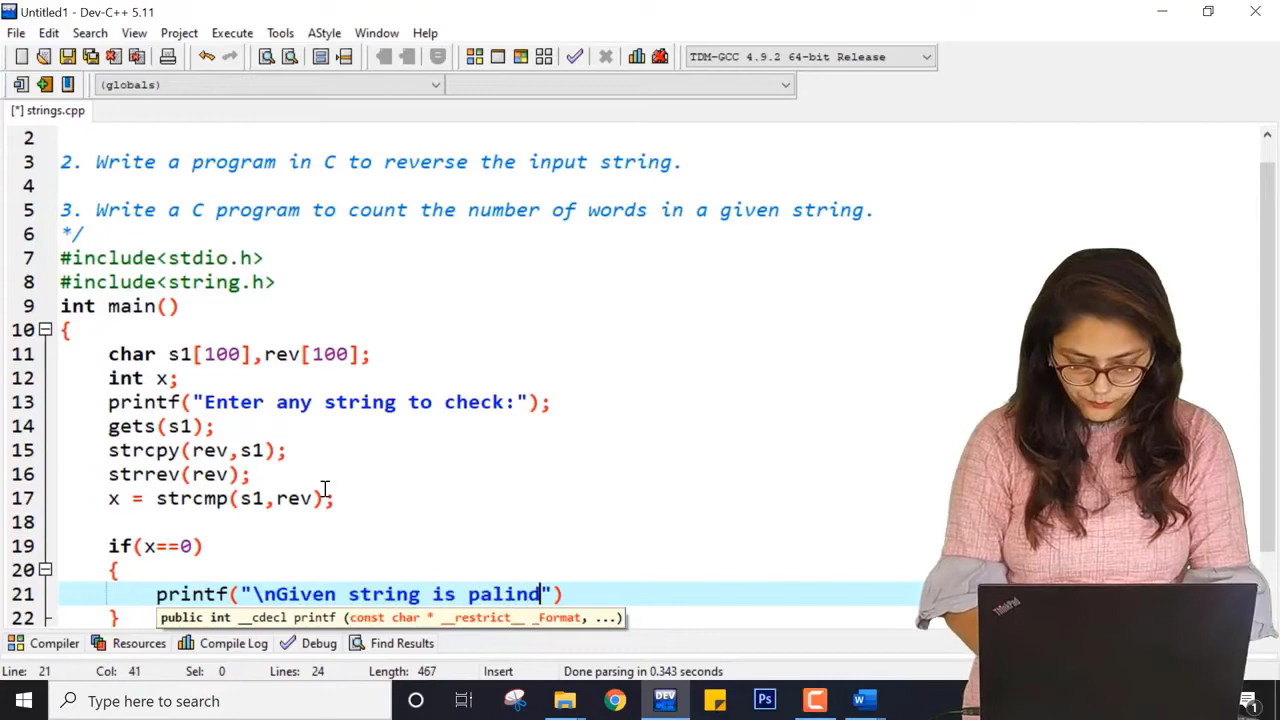 Untitled1 - Dev-C++ 5.11
File Edit Search View Project Execute Tools AStyle Window Help
TDM-GCC 4.9.2 64-bit Release
(globals)
[*] strings.cpp
2
3 2. Write a program in C to reverse the input string.
4
5 3. Write a C program to count the number of words in a given string.
6 */
7 #include<stdio.h>
8 #include<string.h>
9 int main()
10 {
11 char s1[100],rev[100];
12 int x;
13 printf("Enter any string to check:");
14 gets(s1);
15 strcpy(rev,s1);
16 strrev(rev);
17 x = strcmp(s1,rev);
18
19 if(x==0)
20 {
21 printf("\nGiven string is palind")
22 }
public int __cdecl printf (const char * __restrict__ _Format, ...)
Compiler Resources Compile Log Debug Find Results
Line: 21 Col: 41 Sel: 0 Lines: 24 Length: 467 Insert Done parsing in 0.343 seconds
Type here to search
DEV
Ps
W
1
ThinkPad